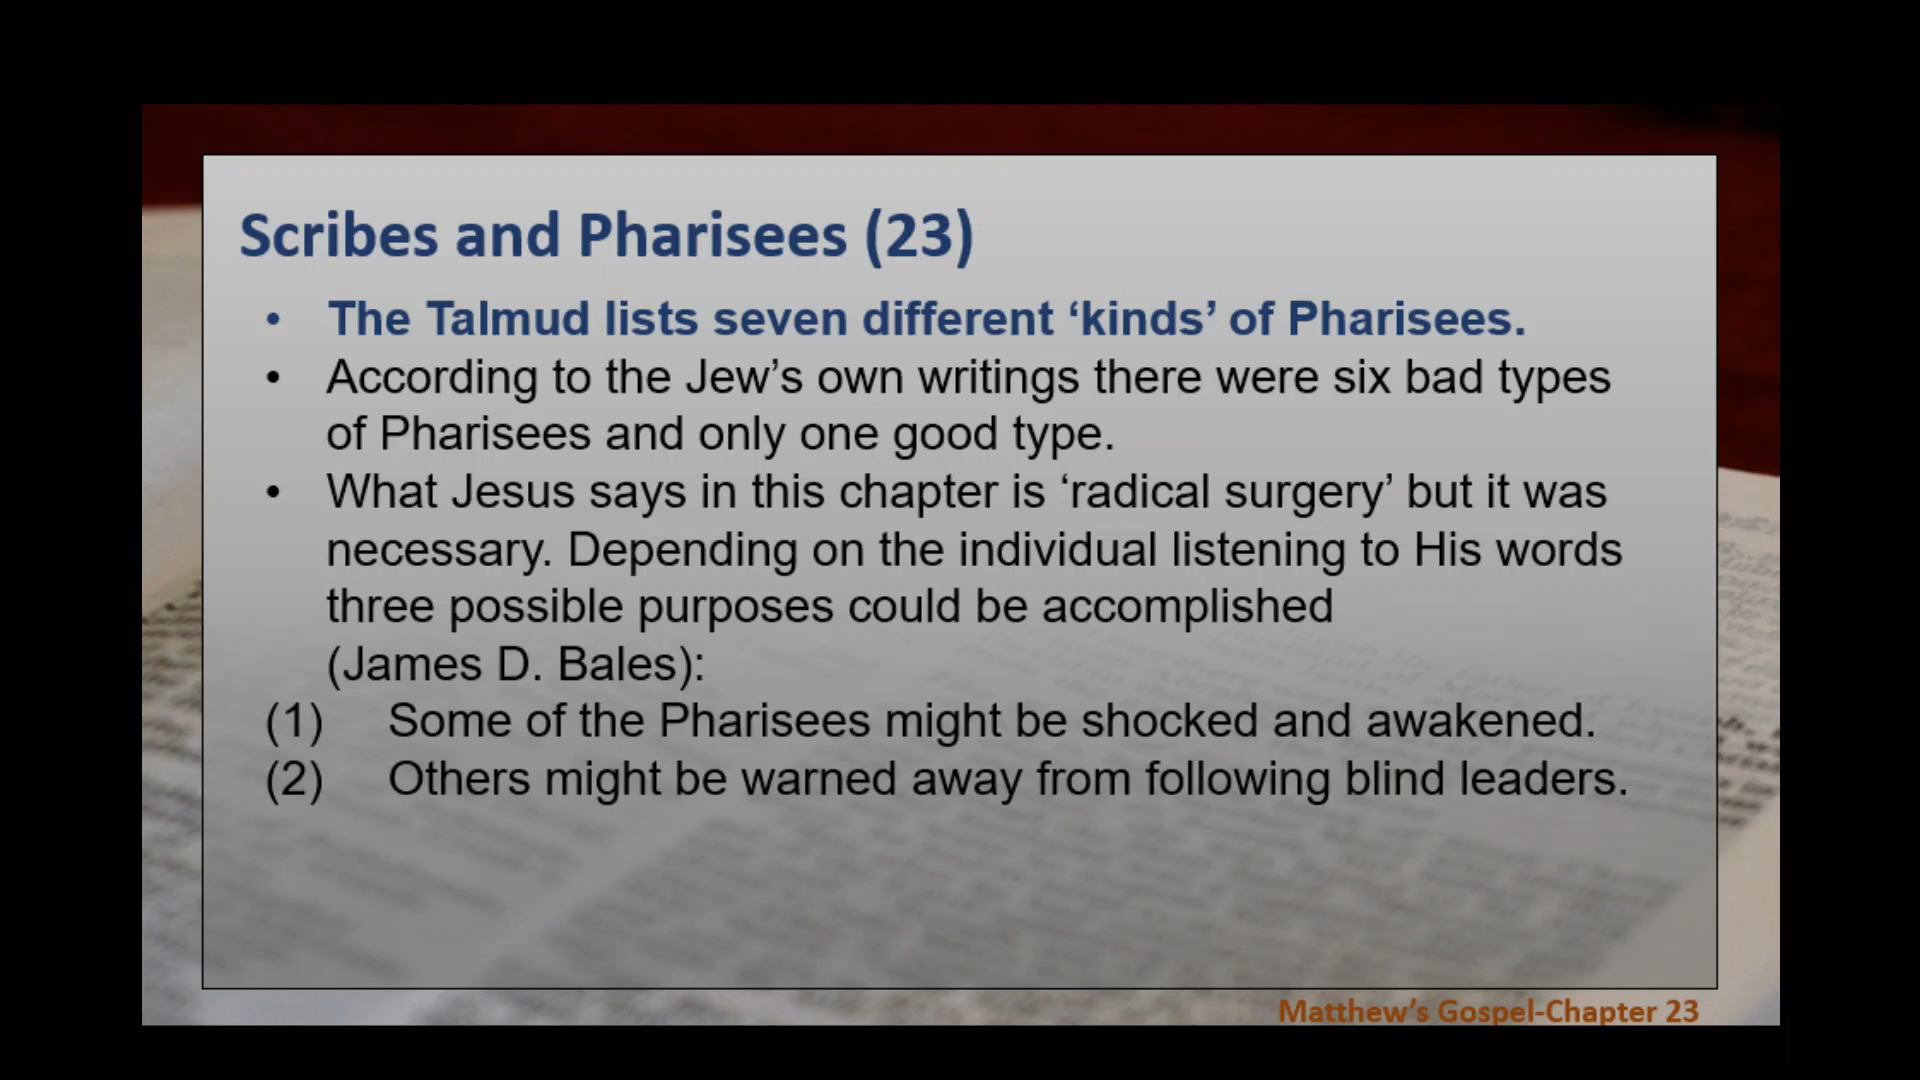 Scribes and Pharisees (23)
• The Talmud lists seven different ‘kinds’ of Pharisees.
• According to the Jew’s own writings there were six bad types
of Pharisees and only one good type.
• What Jesus says in this chapter is ‘radical surgery’ but it was
necessary. Depending on the individual listening to His words
three possible purposes could be accomplished
(James D. Bales):
(1) Some of the Pharisees might be shocked and awakened.
(2) Others might be warned away from following blind leaders.
Matthew’s Gospel-Chapter 23